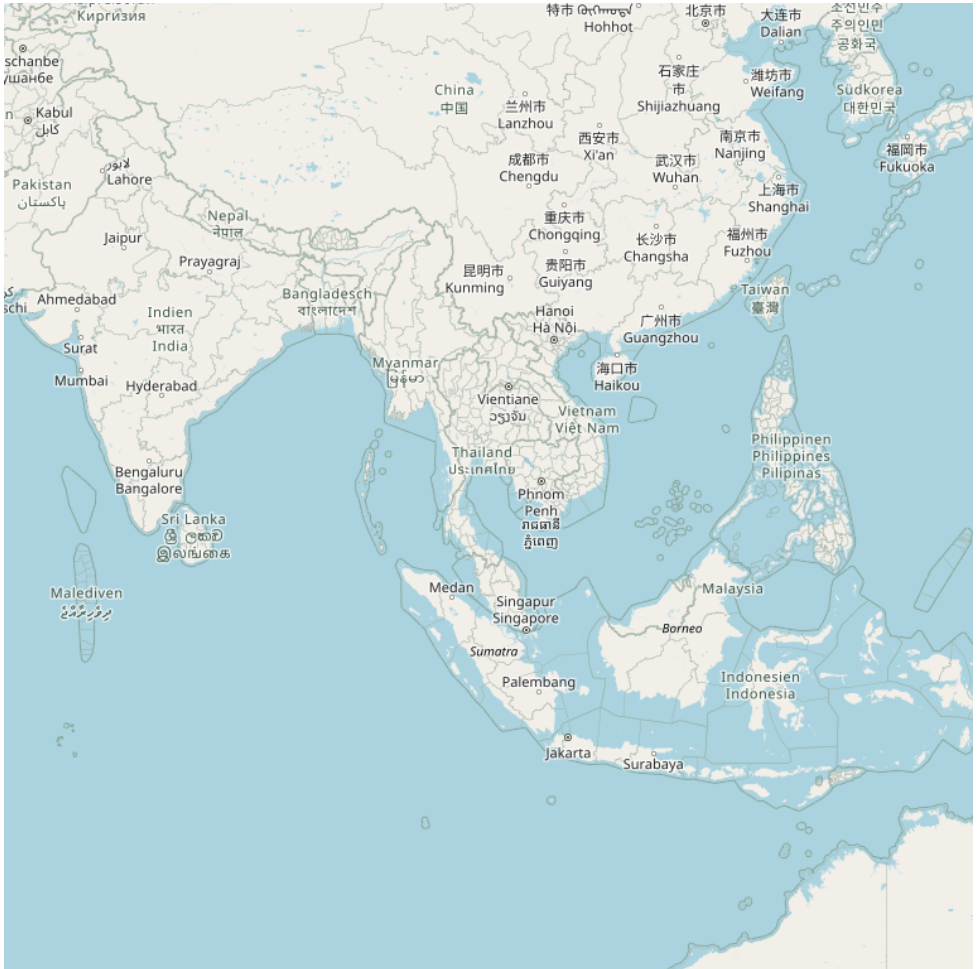 Киргизия
特市
Hohhot
北京市
大连市
Dalian
조선민주
주의인민
공화국
schanbe
ушанбе
China
中国
石家庄
市
Shijiazhuang
潍坊市
Weifang
Südkorea
대한민국
Kabul
کابل
兰州市
Lanzhou
西安市
Xi'an
南京市
Nanjing
福岡市
Fukuoka
لاہور
Lahore
成都市
Chengdu
武汉市
Wuhan
Pakistan
پاکستان
上海市
Shanghai
Nepal
नेपाल
重庆市
Chongqing
长沙市
Changsha
福州市
Fuzhou
Jaipur
Prayagraj
昆明市
Kunming
贵阳市
Guiyang
Ahmedabad
schi
Bangladesch
বাংলাদেশ
Taiwan
臺灣
Indien
भारत
India
Hanoi
Hà Nội
广州市
Guangzhou
Surat
Mumbai
Hyderabad
Myanmar
မြန်မာ
海口市
Haikou
Vientiane
ວຽງຈັນ
Vietnam
Việt Nam
Thailand
ประเทศไทย
Philippinen
Philippines
Pilipinas
Bengaluru
Bangalore
Phnom
Penh
រាជធានី
ភ្នំពេញ
Sri Lanka
ශ්‍රී ලංකාව
இலங்கை
Malediven
ދިވެހިރާއްޖެ
Medan
Singapur
Singapore
Malaysia
Borneo
Sumatra
Palembang
Indonesien
Indonesia
Jakarta
Surabaya